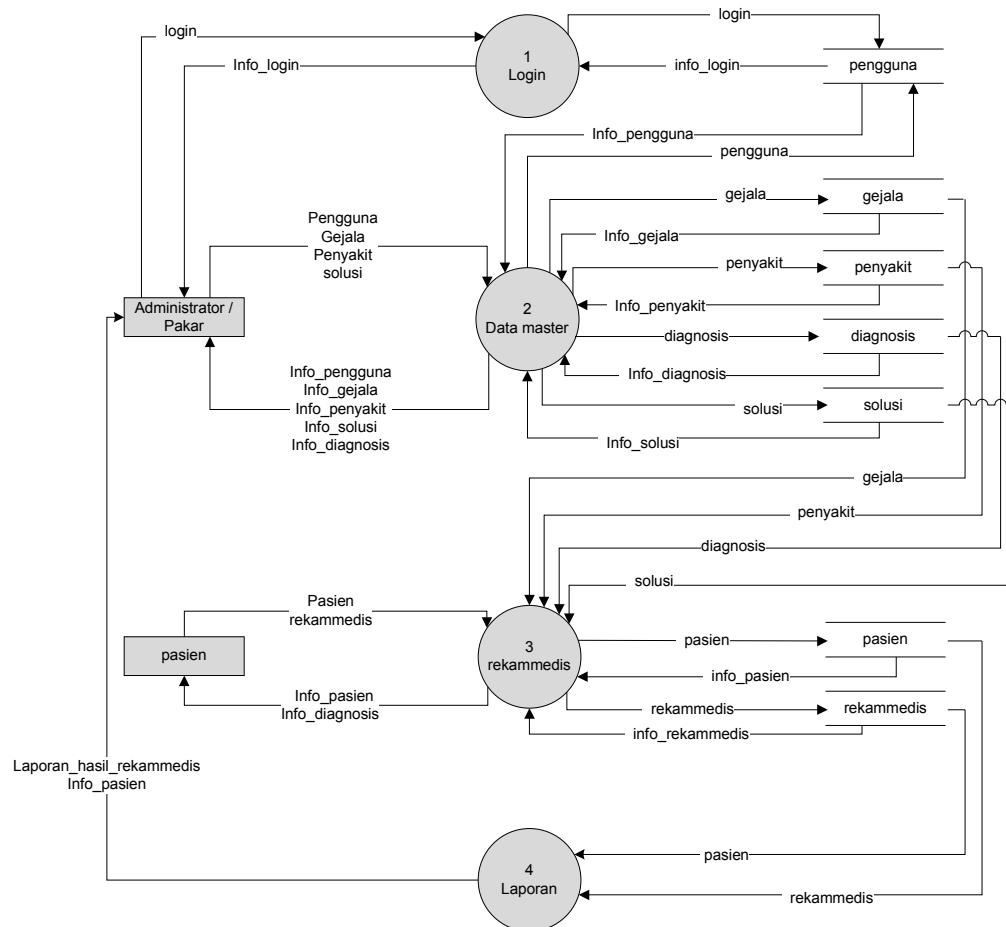 login
login
1
Login
Info_login
info_login
pengguna
Info_pengguna
pengguna
gejala
gejala
Pengguna
Gejala
Penyakit
solusi
Info_gejala
penyakit
penyakit
Administrator /
Pakar
2
Data master
Info_penyakit
diagnosis
diagnosis
Info_pengguna
Info_gejala
Info_penyakit
Info_solusi
Info_diagnosis
Info_diagnosis
solusi
solusi
Info_solusi
gejala
penyakit
diagnosis
solusi
Pasien
rekammedis
pasien
3
rekammedis
pasien
pasien
info_pasien
Info_pasien
Info_diagnosis
rekammedis
rekammedis
info_rekammedis
Laporan_hasil_rekammedis
Info_pasien
4
Laporan
pasien
rekammedis